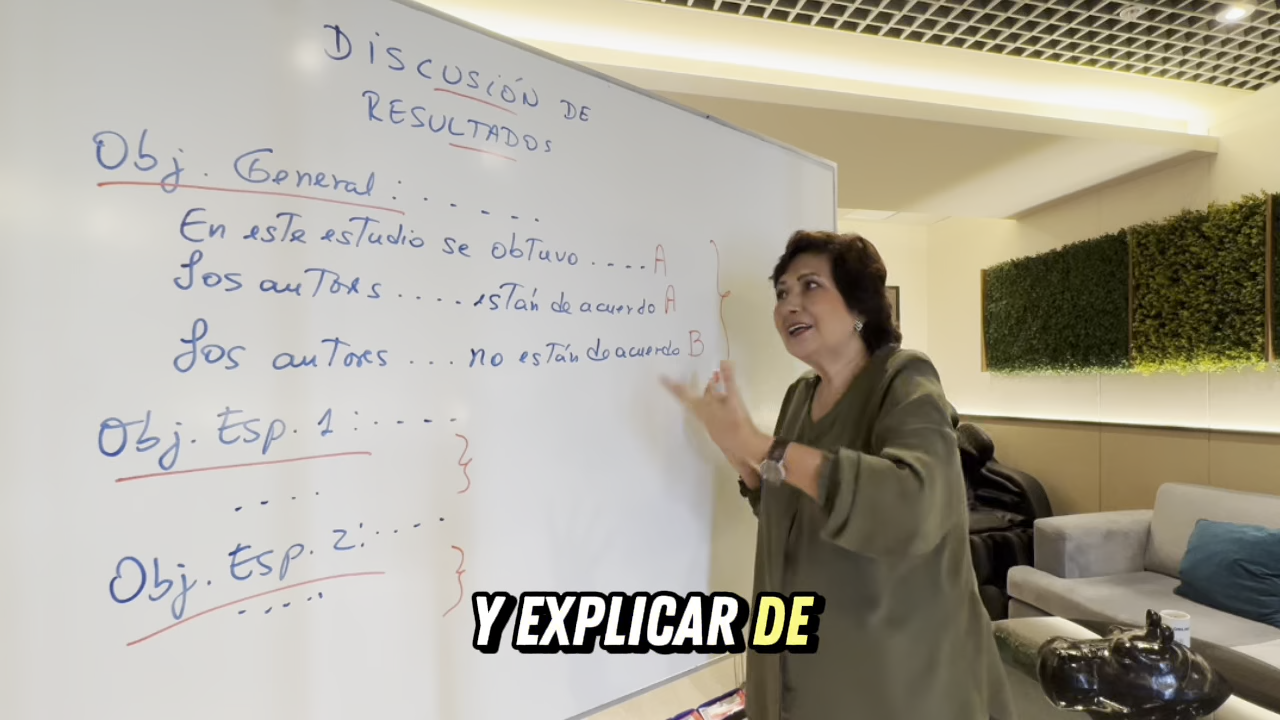 DISCUSIÓN DE
RESULTADOS
Obj. General: . . . . . .
En este estudio se obtuvo . . . . A
Los autores . . . . están de acuerdo A
Los autores . . . no están de acuerdo B
Obj. Esp. 1: . . . .
. . . .
Obj. Esp. 2: . . . .
. . . . .
Y EXPLICAR DE